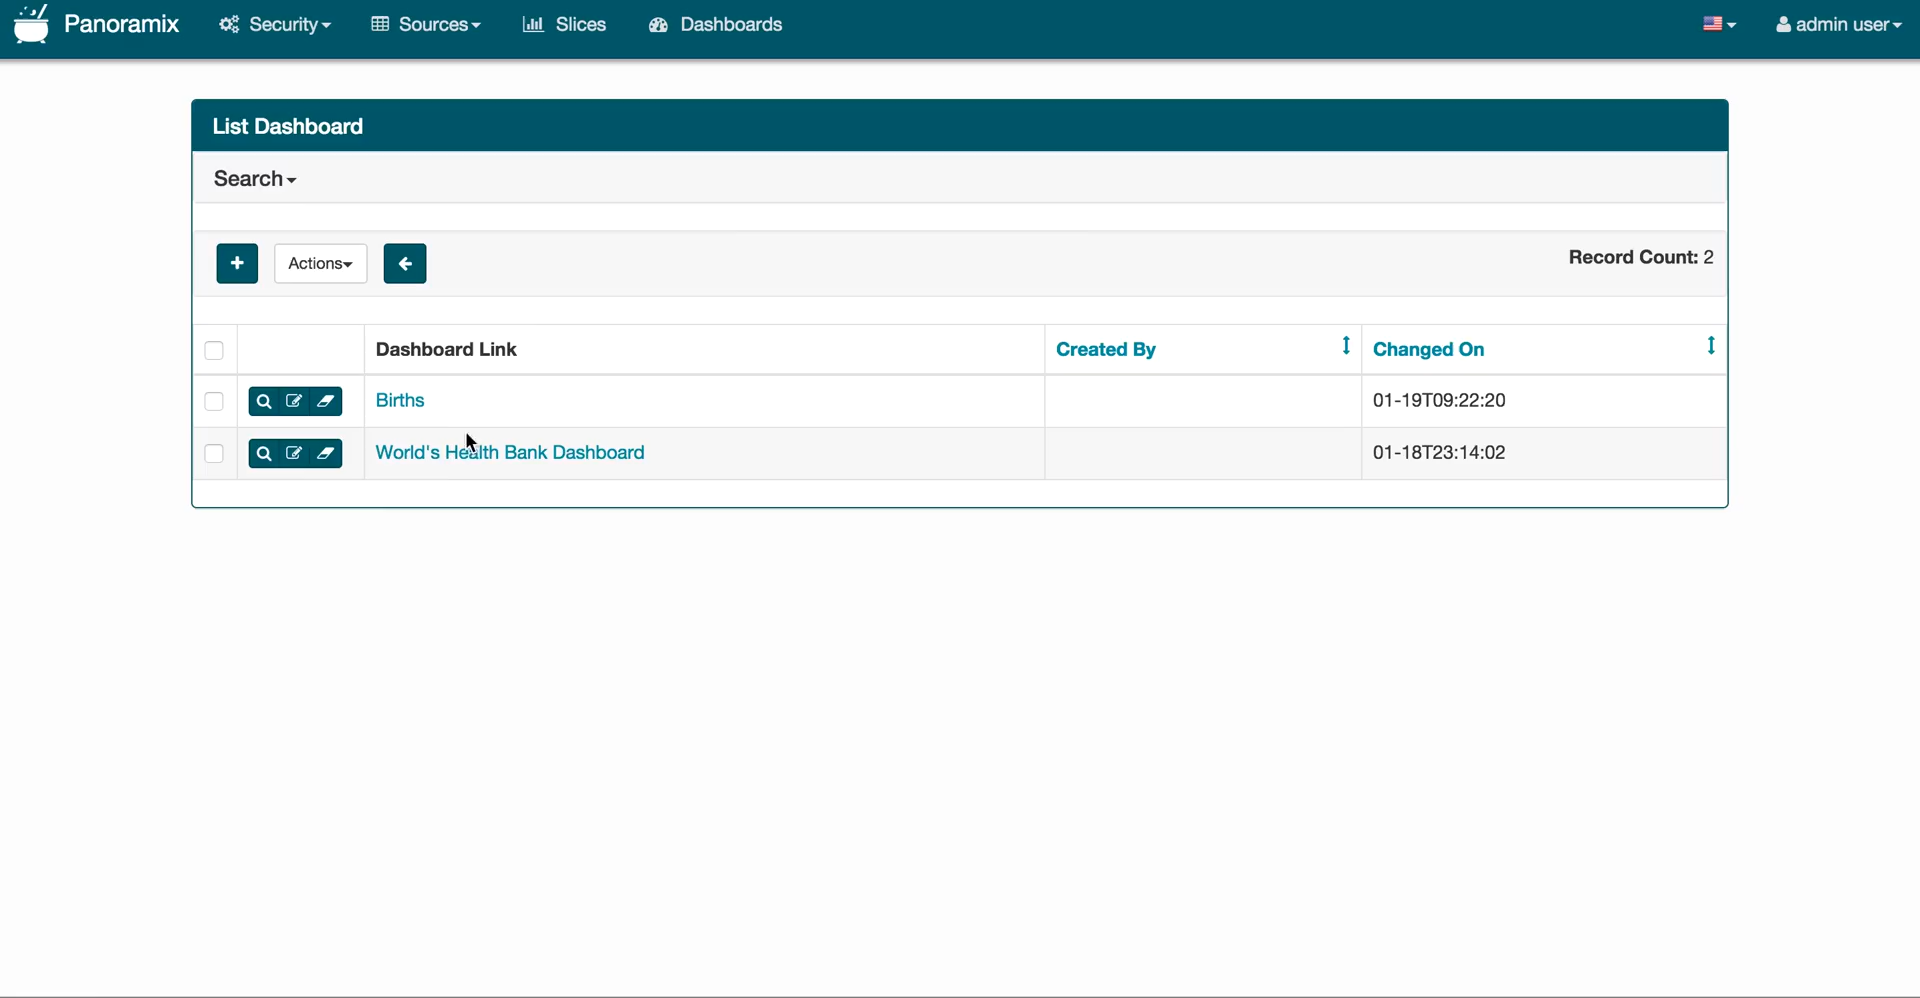 Panoramix Security Sources Slices Dashboards admin user
List Dashboard
Search
+ Actions Record Count: 2
Dashboard Link Created By Changed On
Births 01-19T09:22:20
World's Health Bank Dashboard 01-18T23:14:02